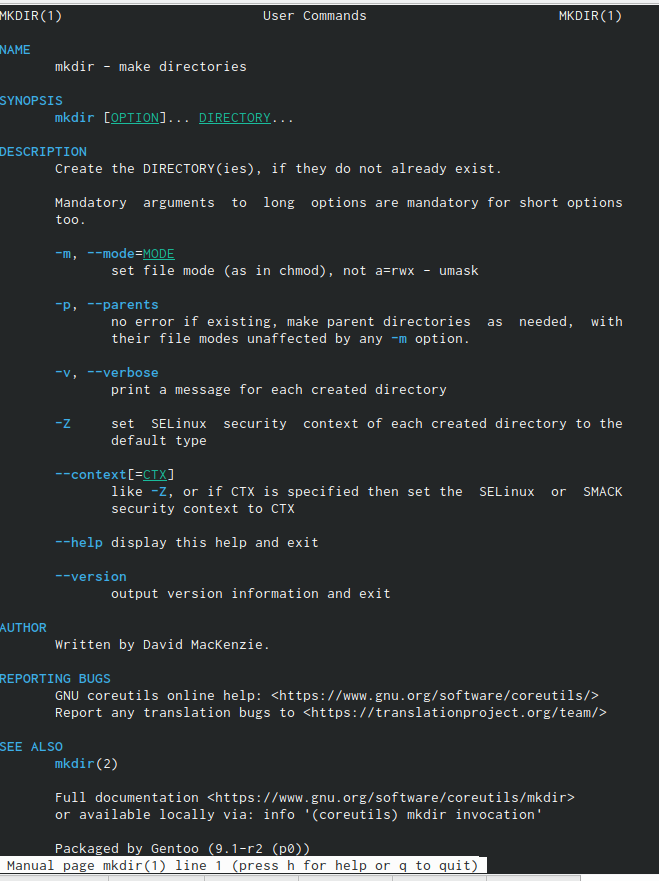 MKDIR(1) User Commands MKDIR(1)
NAME
mkdir - make directories
SYNOPSIS
mkdir [OPTION]... DIRECTORY...
DESCRIPTION
Create the DIRECTORY(ies), if they do not already exist.
Mandatory arguments to long options are mandatory for short options
too.
-m, --mode=MODE
set file mode (as in chmod), not a=rwx - umask
-p, --parents
no error if existing, make parent directories as needed, with
their file modes unaffected by any -m option.
-v, --verbose
print a message for each created directory
-Z set SELinux security context of each created directory to the
default type
--context[=CTX]
like -Z, or if CTX is specified then set the SELinux or SMACK
security context to CTX
--help display this help and exit
--version
output version information and exit
AUTHOR
Written by David MacKenzie.
REPORTING BUGS
GNU coreutils online help: <https://www.gnu.org/software/coreutils/>
Report any translation bugs to <https://translationproject.org/team/>
SEE ALSO
mkdir(2)
Full documentation <https://www.gnu.org/software/coreutils/mkdir>
or available locally via: info '(coreutils) mkdir invocation'
Packaged by Gentoo (9.1-r2 (p0))
Manual page mkdir(1) line 1 (press h for help or q to quit)